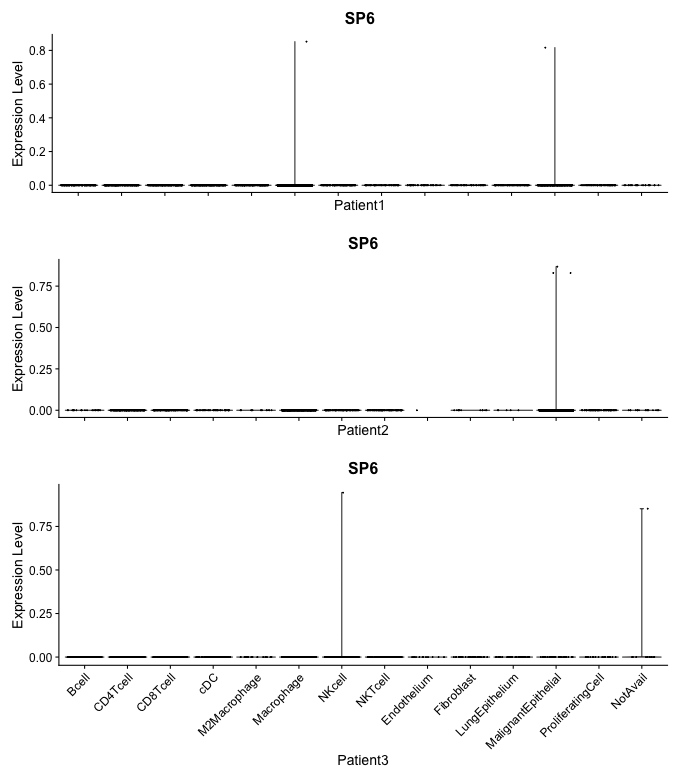 SP6
Expression Level
0.8
0.6
0.4
0.2
0.0
Patient1
SP6
Expression Level
0.75
0.50
0.25
0.00
Patient2
SP6
Expression Level
0.75
0.50
0.25
0.00
Bcell
CD4Tcell
CD8Tcell
cDC
M2Macrophage
Macrophage
NKcell
NKTcell
Endothelium
Fibroblast
LungEpithelium
MalignantEpithelial
ProliferatingCell
NotAvail
Patient3